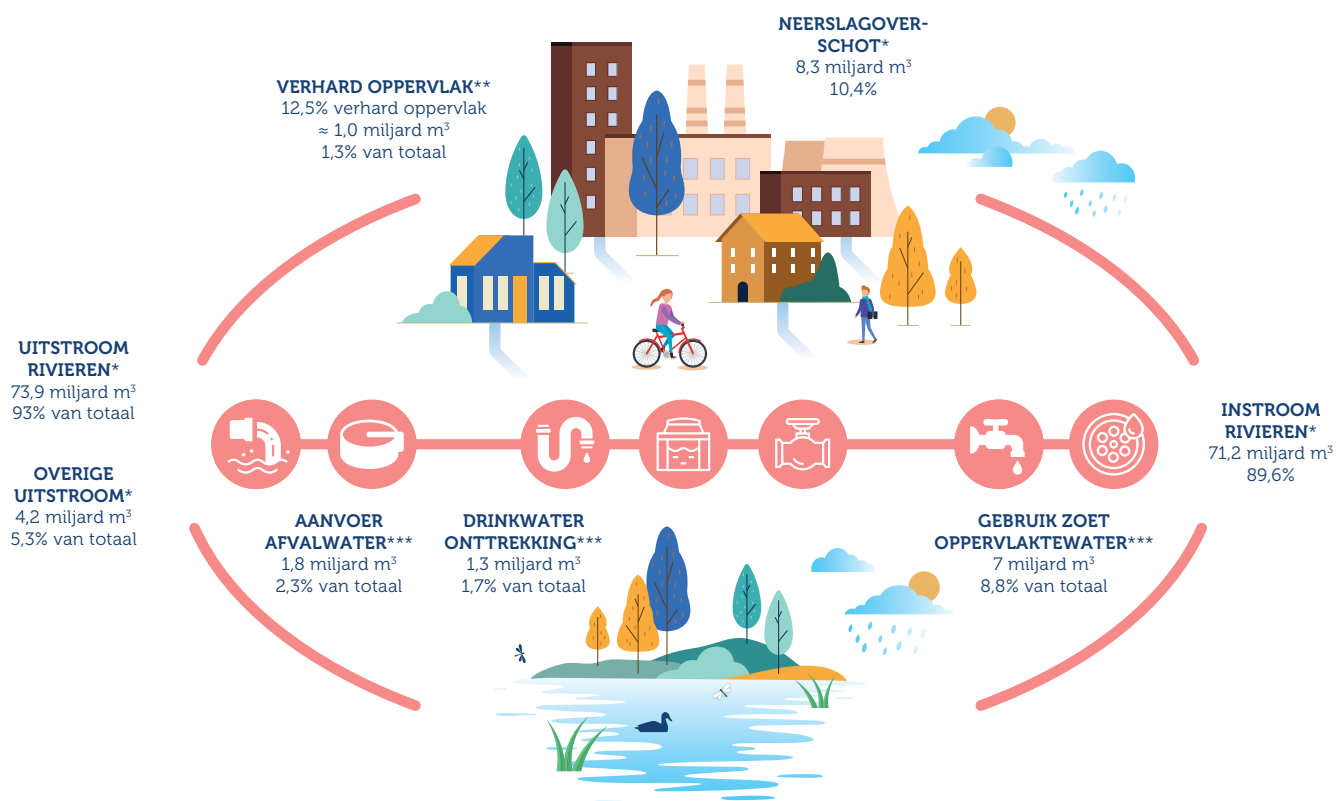 NEERSLAGOVER-
SCHOT*
8,3 miljard m³
10,4%
VERHARD OPPERVLAK**
12,5% verhard oppervlak
≈ 1,0 miljard m³
1,3% van totaal
UITSTROOM
RIVIEREN*
73,9 miljard m³
93% van totaal
OVERIGE
UITSTROOM*
4,2 miljard m³
5,3% van totaal
INSTROOM
RIVIEREN*
71,2 miljard m³
89,6%
AANVOER
AFVALWATER***
1,8 miljard m³
2,3% van totaal
DRINKWATER
ONTTREKKING***
1,3 miljard m³
1,7% van totaal
GEBRUIK ZOET
OPPERVLAKTEWATER***
7 miljard m³
8,8% van totaal